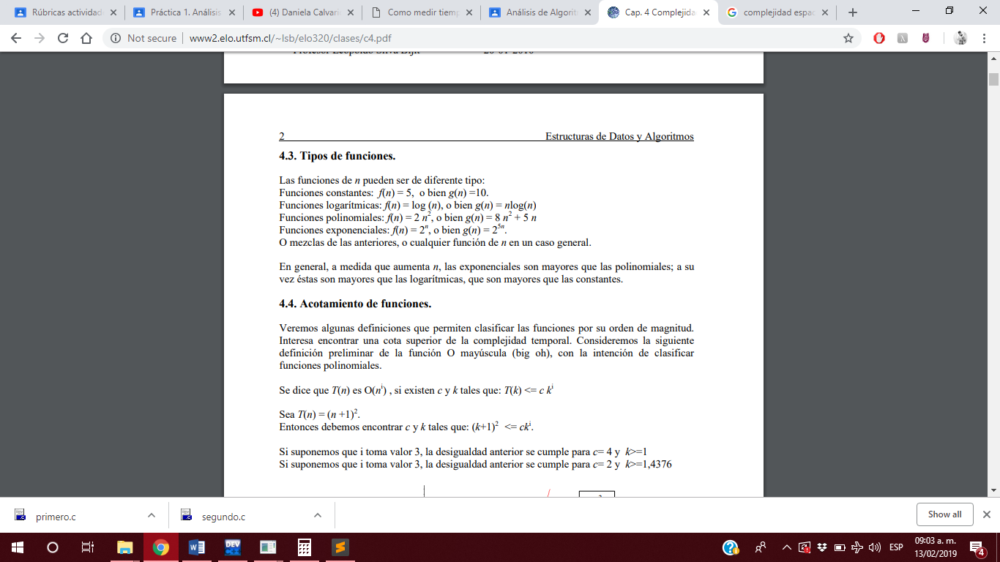 Rúbricas actividad
Práctica 1. Análisis
(4) Daniela Calvari
Como medir tiem
Análisis de Algorit
Cap. 4 Complejida
complejidad espac
Not secure | www2.elo.utfsm.cl/~lsb/elo320/clases/c4.pdf
2 Estructuras de Datos y Algoritmos
4.3. Tipos de funciones.
Las funciones de n pueden ser de diferente tipo:
Funciones constantes: f(n) = 5, o bien g(n) =10.
Funciones logarítmicas: f(n) = log (n), o bien g(n) = nlog(n)
Funciones polinomiales: f(n) = 2 n², o bien g(n) = 8 n² + 5 n
Funciones exponenciales: f(n) = 2ⁿ, o bien g(n) = 2⁵ⁿ.
O mezclas de las anteriores, o cualquier función de n en un caso general.
En general, a medida que aumenta n, las exponenciales son mayores que las polinomiales; a su
vez éstas son mayores que las logarítmicas, que son mayores que las constantes.
4.4. Acotamiento de funciones.
Veremos algunas definiciones que permiten clasificar las funciones por su orden de magnitud.
Interesa encontrar una cota superior de la complejidad temporal. Consideremos la siguiente
definición preliminar de la función O mayúscula (big oh), con la intención de clasificar
funciones polinomiales.
Se dice que T(n) es O(nⁱ) , si existen c y k tales que: T(k) <= c kⁱ
Sea T(n) = (n +1)².
Entonces debemos encontrar c y k tales que: (k+1)² <= ckⁱ.
Si suponemos que i toma valor 3, la desigualdad anterior se cumple para c= 4 y k>=1
Si suponemos que i toma valor 3, la desigualdad anterior se cumple para c= 2 y k>=1,4376
primero.c
segundo.c
Show all
DEV
ESP
09:03 a. m.
13/02/2019
4